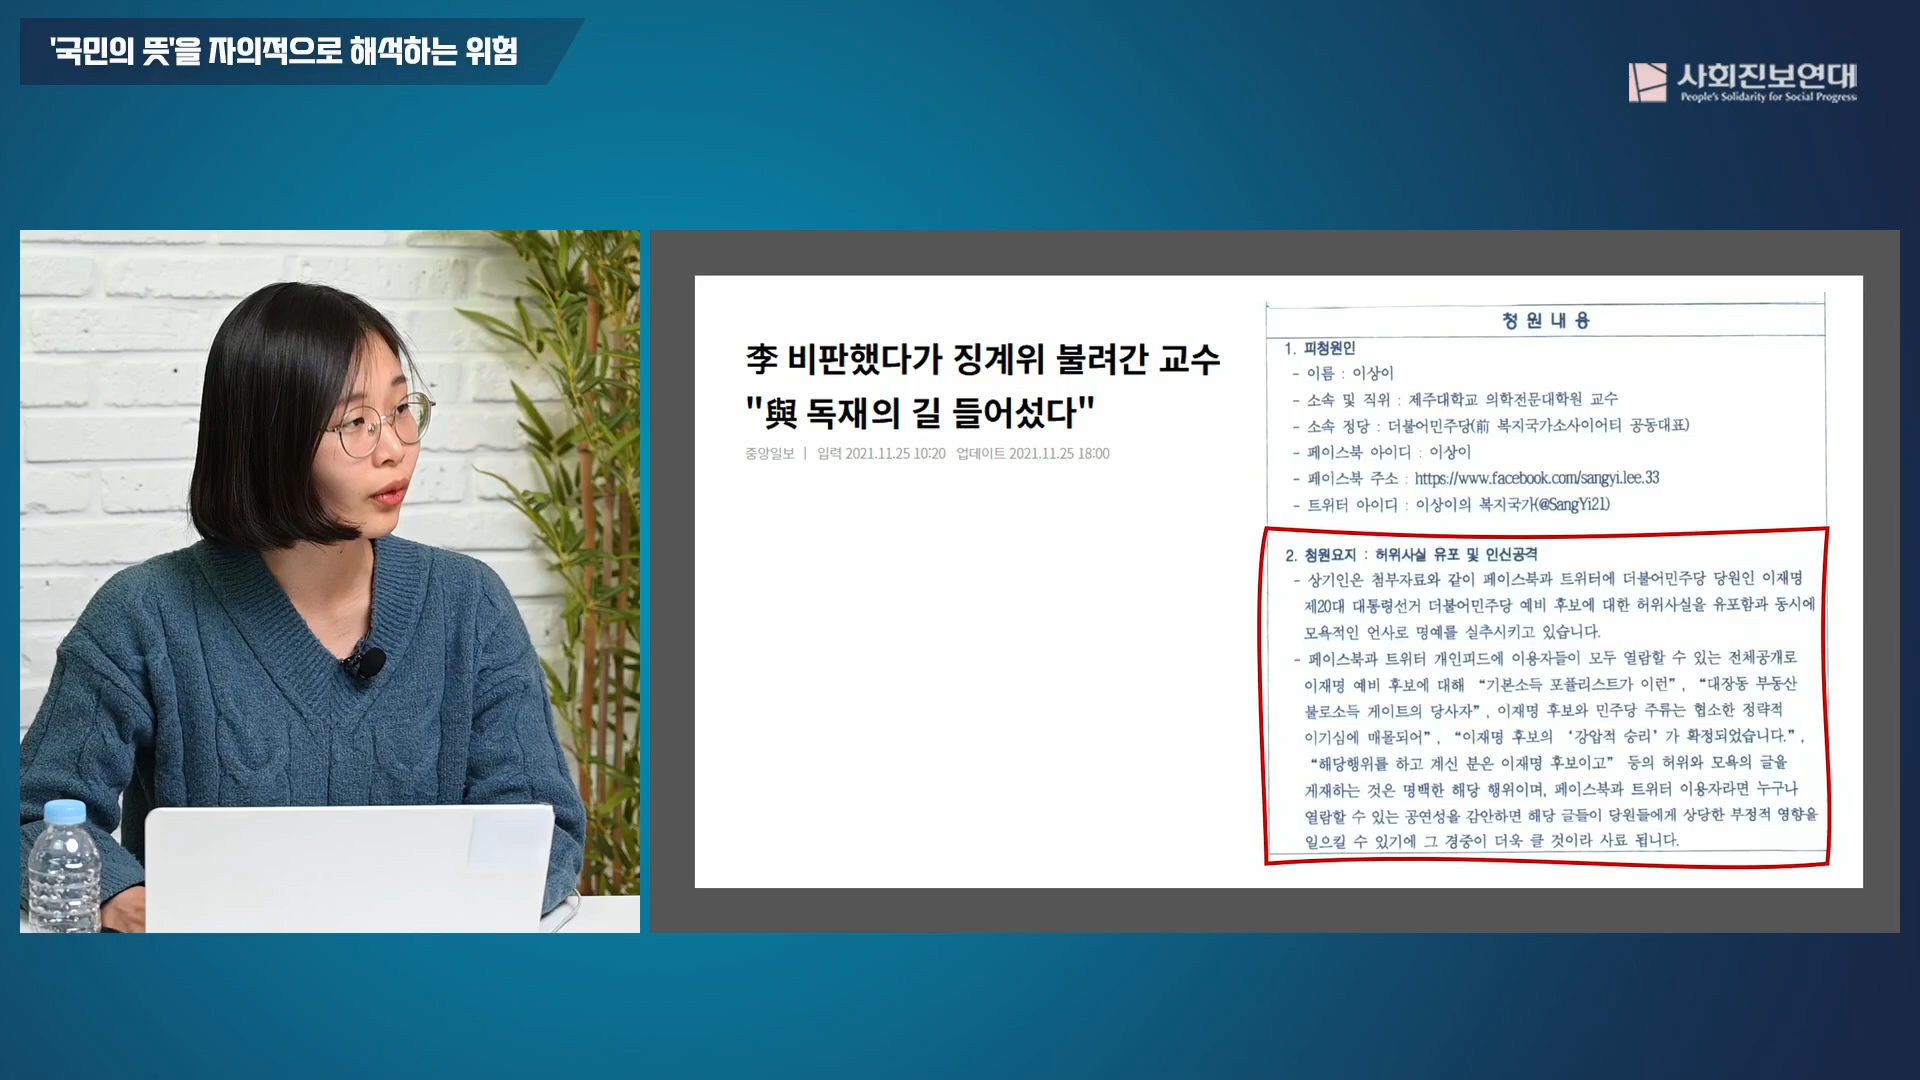 '국민의 뜻'을 자의적으로 해석하는 위험
사회진보연대
People's Solidarity for Social Progress
李 비판했다가 징계위 불려간 교수
"與 독재의 길 들어섰다"
중앙일보 | 입력 2021.11.25 10:20 업데이트 2021.11.25 18:00
청 원 내 용
1. 피청원인
- 이름 : 이상이
- 소속 및 직위 : 제주대학교 의학전문대학원 교수
- 소속 정당 : 더불어민주당(前 복지국가소사이어티 공동대표)
- 페이스북 아이디 : 이상이
- 페이스북 주소 : https://www.facebook.com/sangyi.lee.33
- 트위터 아이디 : 이상이의 복지국가(@SangYi21)
2. 청원요지 : 허위사실 유포 및 인신공격
- 상기인은 첨부자료와 같이 페이스북과 트위터에 더불어민주당 당원인 이재명
제20대 대통령선거 더불어민주당 예비 후보에 대한 허위사실을 유포함과 동시에
모욕적인 언사로 명예를 실추시키고 있습니다.
- 페이스북과 트위터 개인피드에 이용자들이 모두 열람할 수 있는 전체공개로
이재명 예비 후보에 대해 “기본소득 포퓰리스트가 이런”, “대장동 부동산
불로소득 게이트의 당사자”, 이재명 후보와 민주당 주류는 협소한 정략적
이기심에 매몰되어”, “이재명 후보의 ‘강압적 승리’가 확정되었습니다.”,
“해당행위를 하고 계신 분은 이재명 후보이고” 등의 허위와 모욕의 글을
게재하는 것은 명백한 해당 행위이며, 페이스북과 트위터 이용자라면 누구나
열람할 수 있는 공연성을 감안하면 해당 글들이 당원들에게 상당한 부정적 영향을
일으킬 수 있기에 그 경중이 더욱 클 것이라 사료 됩니다.